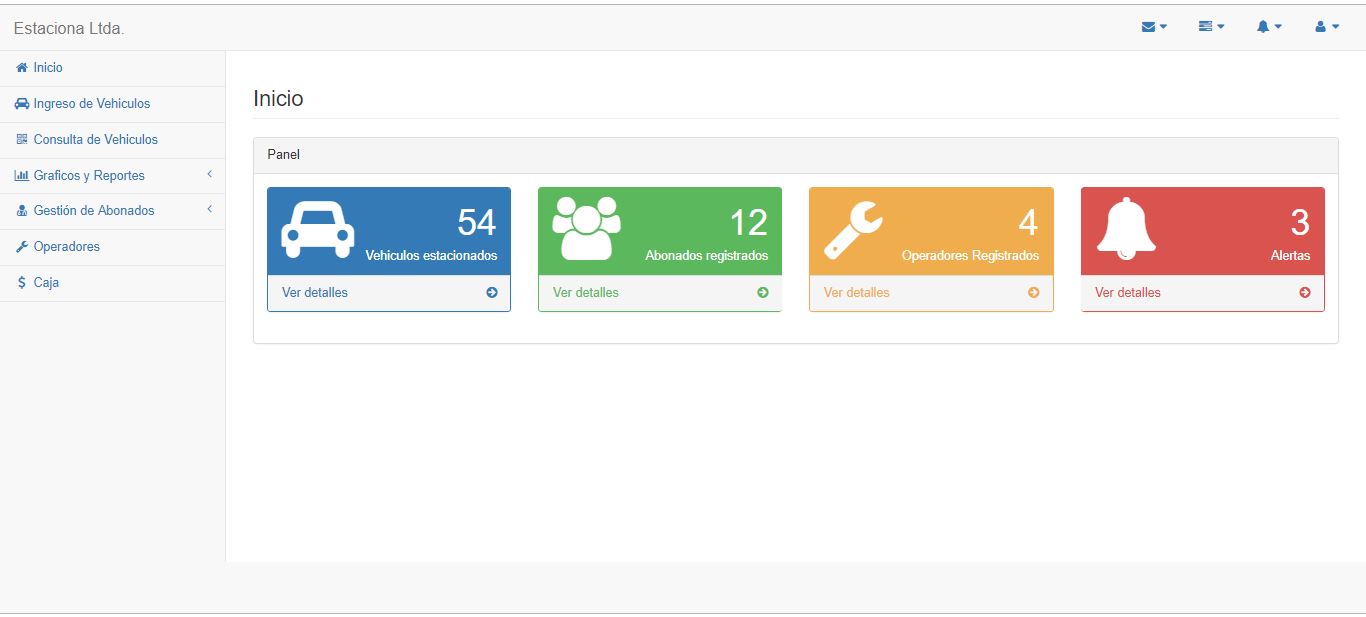 Estaciona Ltda.
Inicio
Ingreso de Vehiculos
Consulta de Vehiculos
Graficos y Reportes
Gestión de Abonados
Operadores
Caja
Inicio
Panel
54
Vehiculos estacionados
Ver detalles
12
Abonados registrados
Ver detalles
4
Operadores Registrados
Ver detalles
3
Alertas
Ver detalles